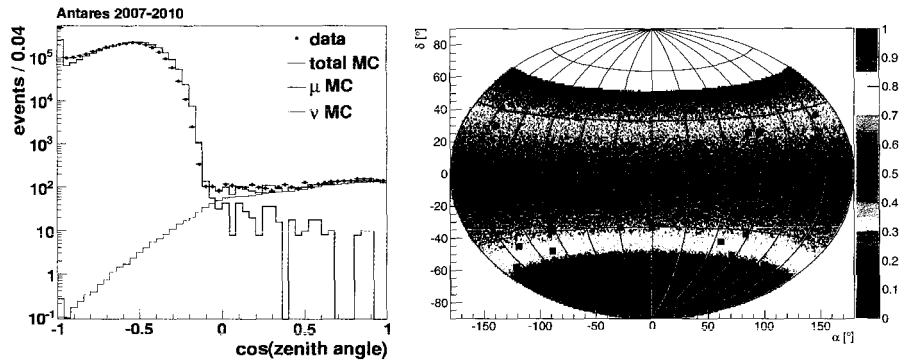 Antares 2007-2010
events / 0.04
10^5
10^4
10^3
10^2
10
1
10^-1
data
total MC
μ MC
ν MC
-1 -0.5 0 0.5 1
cos(zenith angle)
δ [°]
80
60
40
20
0
-20
-40
-60
-80
-150 -100 -50 0 50 100 150
α [°]
1
0.9
0.8
0.7
0.6
0.5
0.4
0.3
0.2
0.1
0